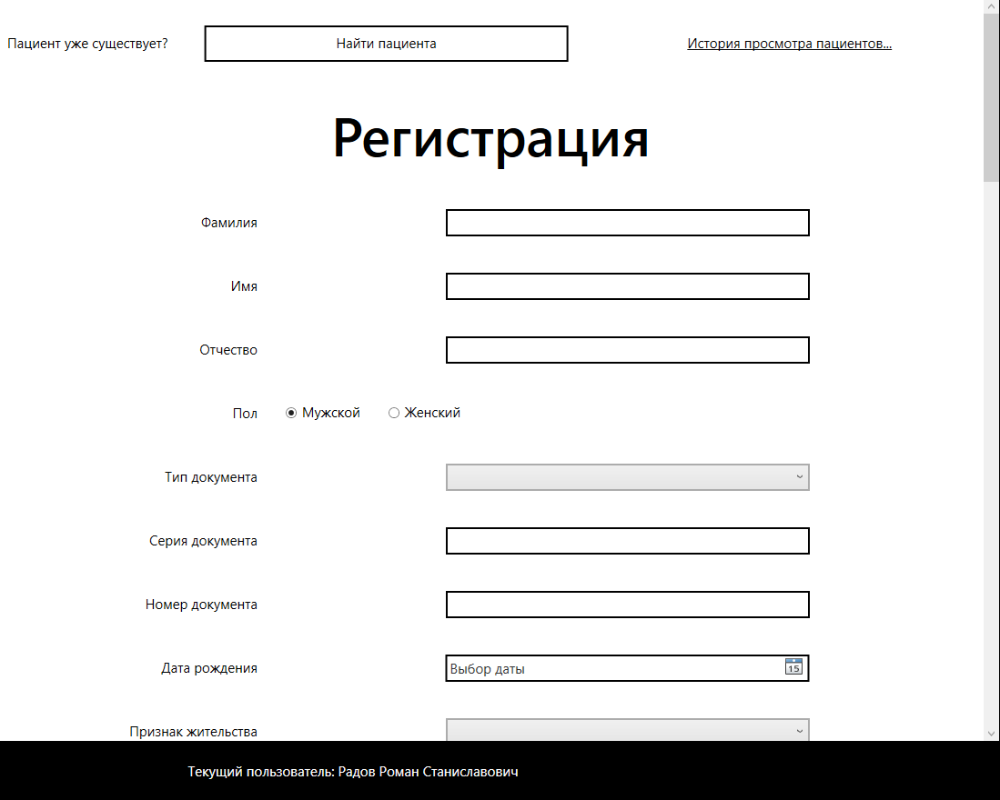 Пациент уже существует? Найти пациента История просмотра пациентов...
Регистрация
Фамилия
Имя
Отчество
Пол Мужской Женский
Тип документа
Серия документа
Номер документа
Дата рождения Выбор даты 15
Признак жительства
Текущий пользователь: Радов Роман Станиславович